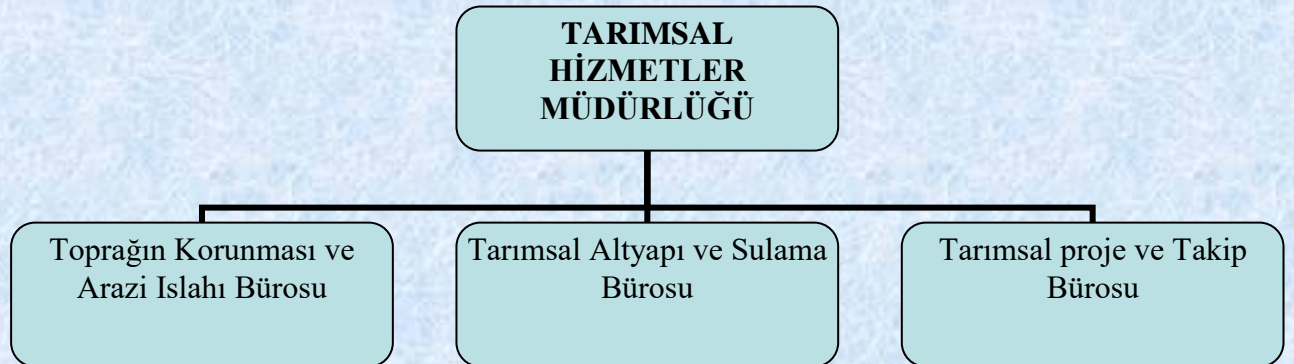 TARIMSAL
HİZMETLER
MÜDÜRLÜĞÜ
Toprağın Korunması ve
Arazi Islahı Bürosu
Tarımsal Altyapı ve Sulama
Bürosu
Tarımsal proje ve Takip
Bürosu